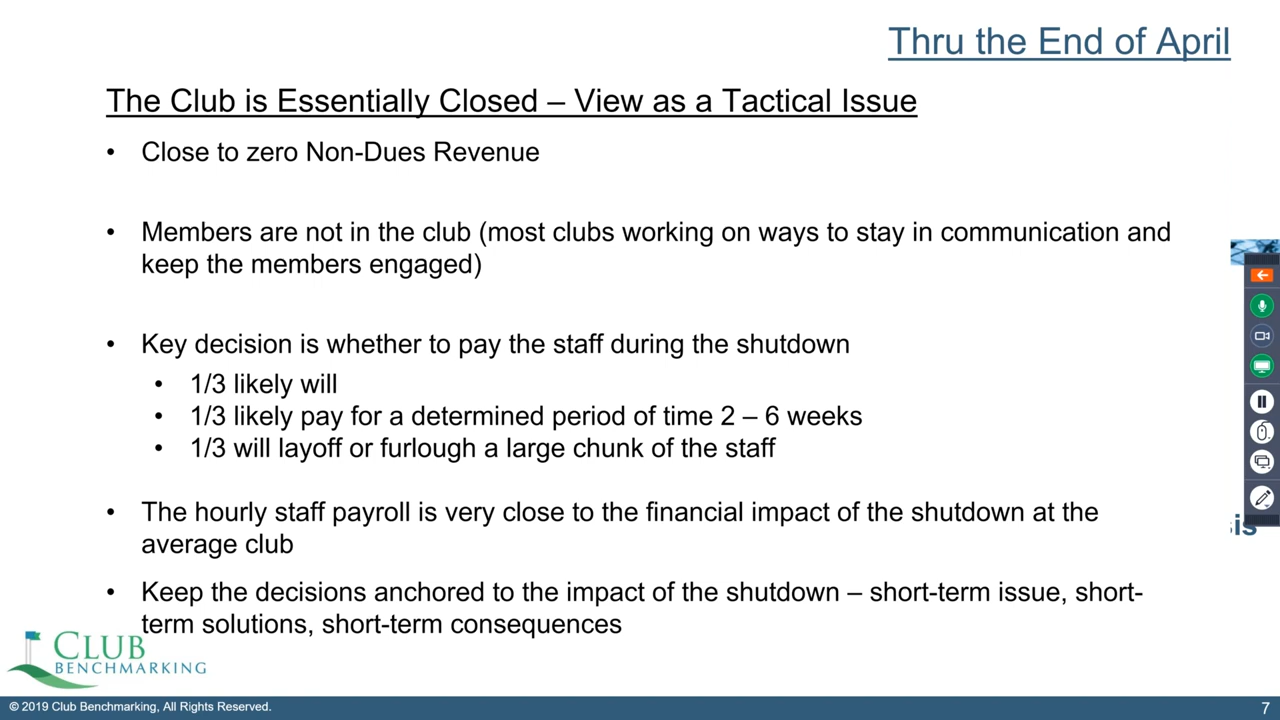 Thru the End of April
The Club is Essentially Closed – View as a Tactical Issue
• Close to zero Non-Dues Revenue
• Members are not in the club (most clubs working on ways to stay in communication and
keep the members engaged)
• Key decision is whether to pay the staff during the shutdown
• 1/3 likely will
• 1/3 likely pay for a determined period of time 2 – 6 weeks
• 1/3 will layoff or furlough a large chunk of the staff
• The hourly staff payroll is very close to the financial impact of the shutdown at the
average club
• Keep the decisions anchored to the impact of the shutdown – short-term issue, short-
term solutions, short-term consequences
CLUB
BENCHMARKING
© 2019 Club Benchmarking, All Rights Reserved.
7